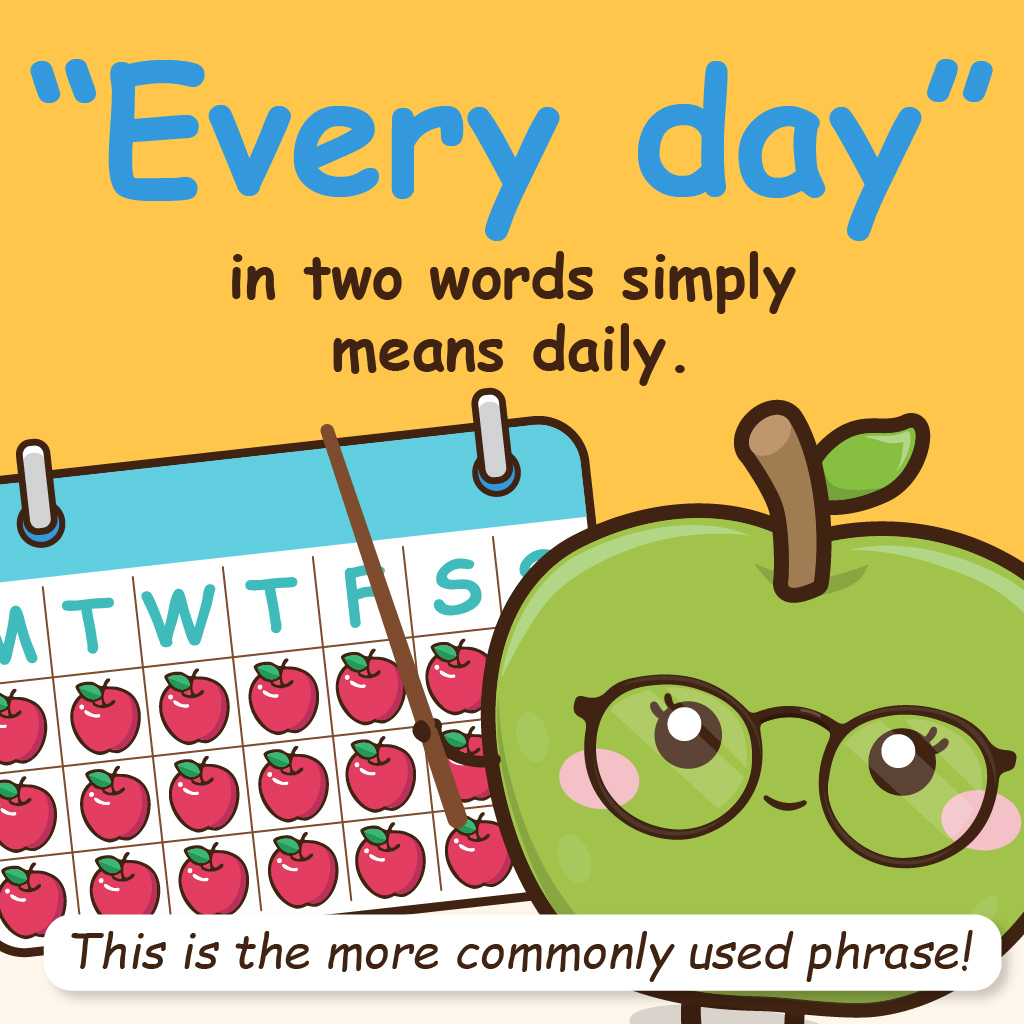 “Every day”
in two words simply
means daily.
M T W T F S S
This is the more commonly used phrase!